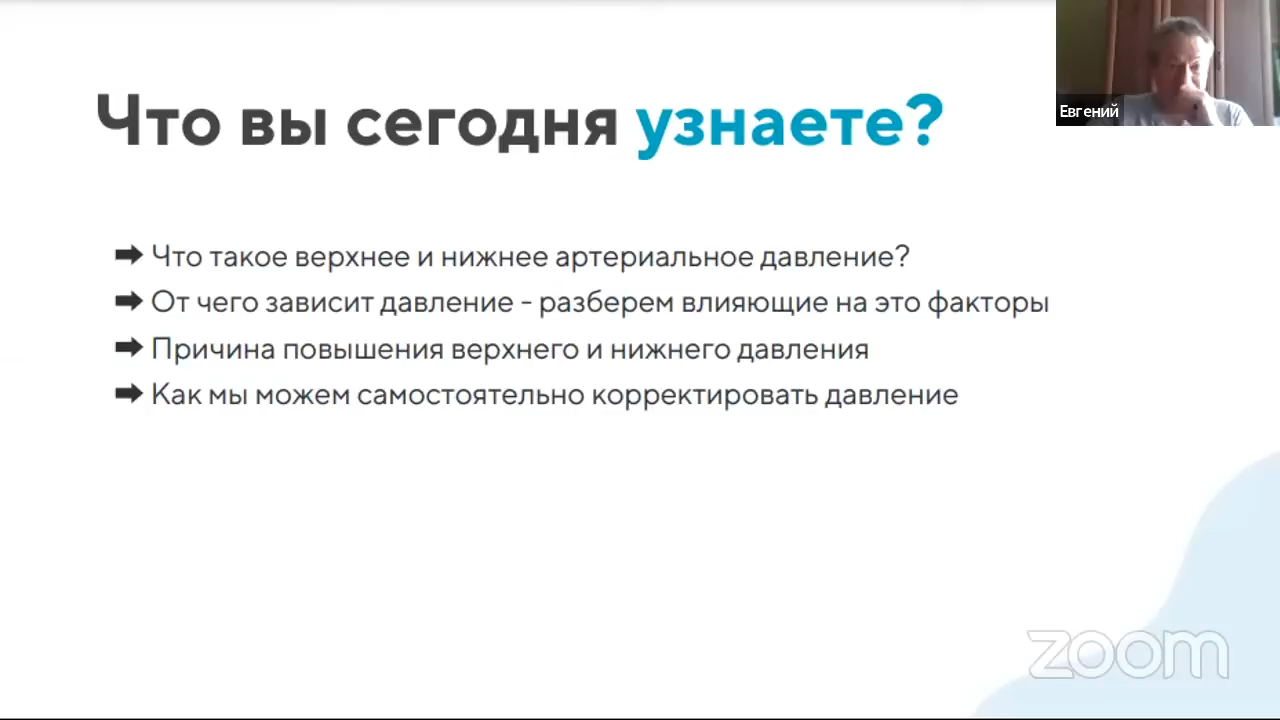 Что вы сегодня узнаете?
Евгений
➡ Что такое верхнее и нижнее артериальное давление?
➡ От чего зависит давление - разберем влияющие на это факторы
➡ Причина повышения верхнего и нижнего давления
➡ Как мы можем самостоятельно корректировать давление
zoom